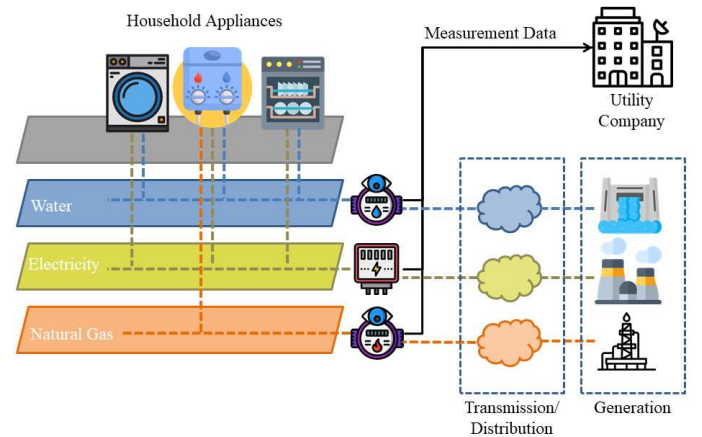 Household Appliances
Measurement Data
Utility
Company
Water
Electricity
Natural Gas
Transmission/
Distribution
Generation